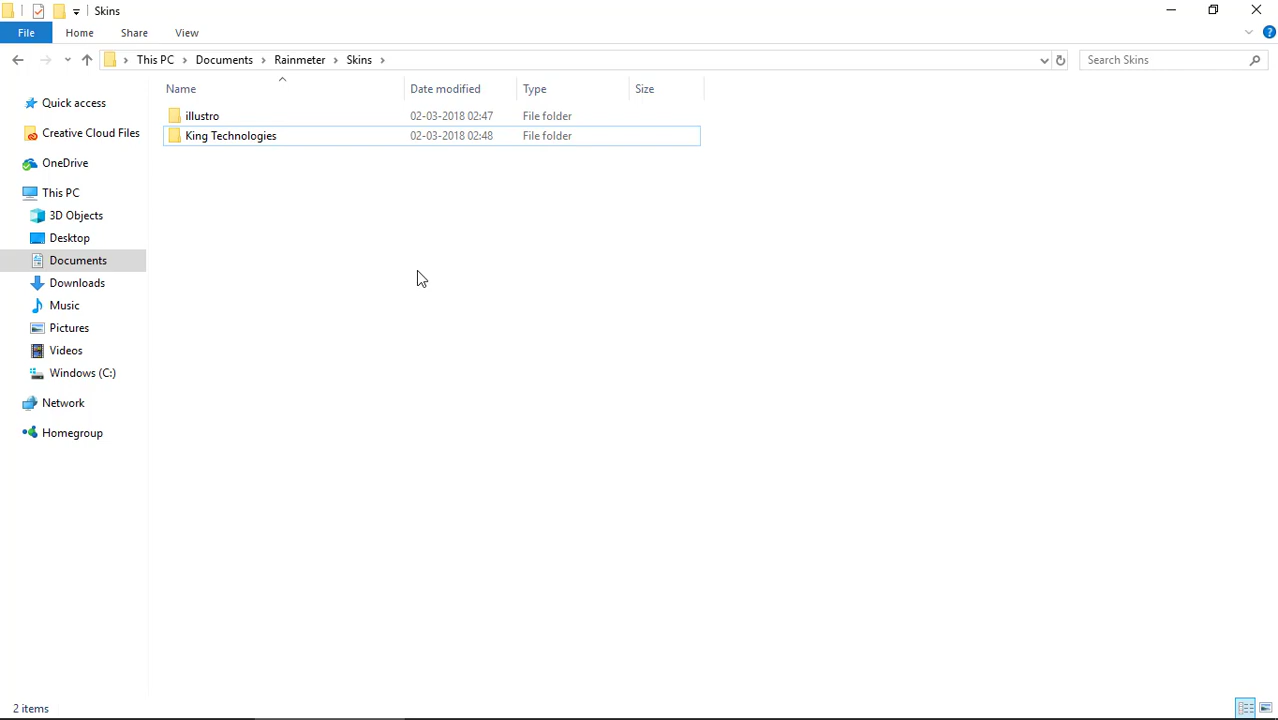 Skins
File Home Share View
This PC Documents Rainmeter Skins
Search Skins
Name Date modified Type Size
illustro 02-03-2018 02:47 File folder
King Technologies 02-03-2018 02:48 File folder
Quick access
Creative Cloud Files
OneDrive
This PC
3D Objects
Desktop
Documents
Downloads
Music
Pictures
Videos
Windows (C:)
Network
Homegroup
2 items